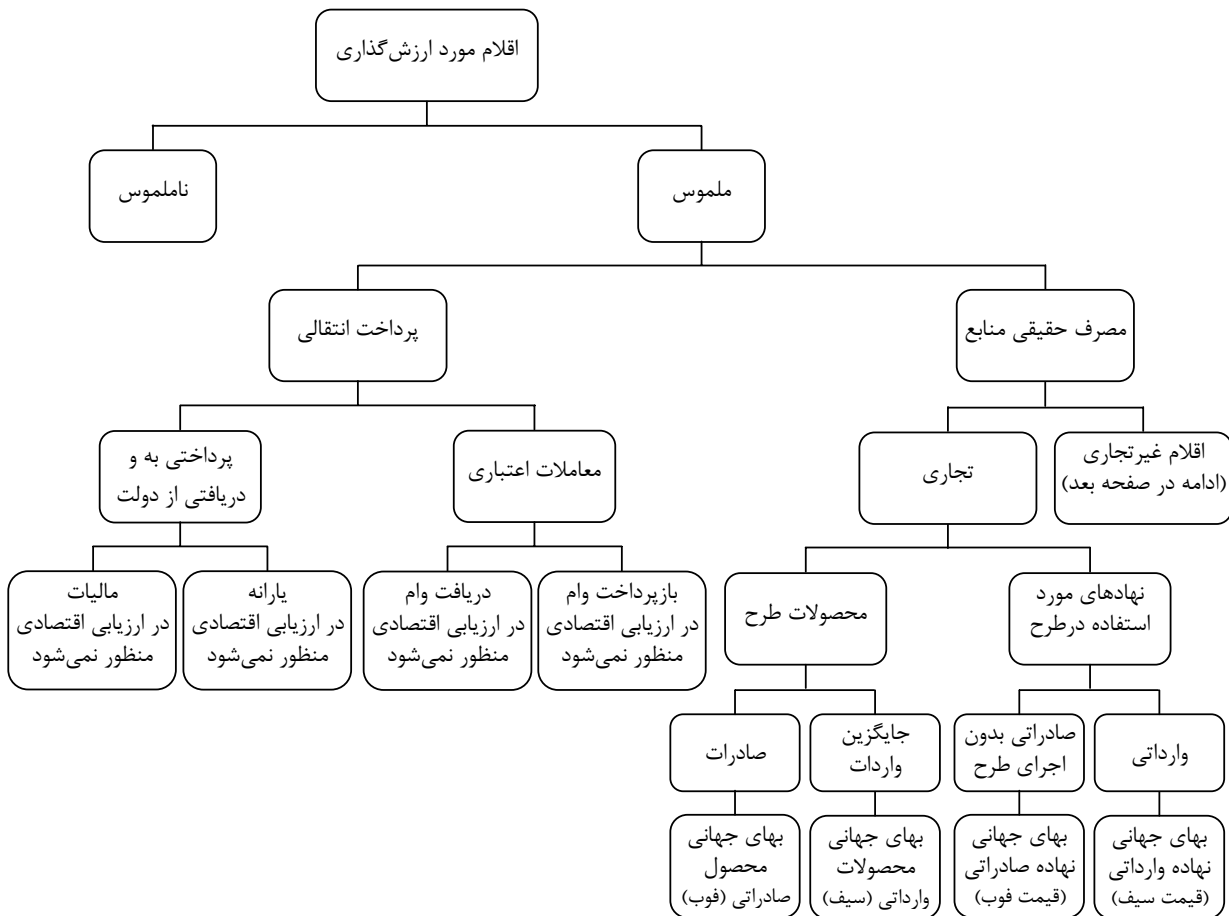 اقلام مورد ارزش‌گذاری
ملموس
ناملموس
مصرف حقیقی منابع
پرداخت انتقالی
اقلام غیرتجاری
(ادامه در صفحه بعد)
تجاری
معاملات اعتباری
پرداختی به و
دریافتی از دولت
نهادهای مورد
استفاده درطرح
محصولات طرح
بازپرداخت وام
در ارزیابی اقتصادی
منظور نمی‌شود
دریافت وام
در ارزیابی اقتصادی
منظور نمی‌شود
یارانه
در ارزیابی اقتصادی
منظور نمی‌شود
مالیات
در ارزیابی اقتصادی
منظور نمی‌شود
وارداتی
صادراتی بدون
اجرای طرح
جایگزین
واردات
صادرات
بهای جهانی
نهاده وارداتی
(قیمت سیف)
بهای جهانی
نهاده صادراتی
(قیمت فوب)
بهای جهانی
محصولات
وارداتی (سیف)
بهای جهانی
محصول
صادراتی (فوب)